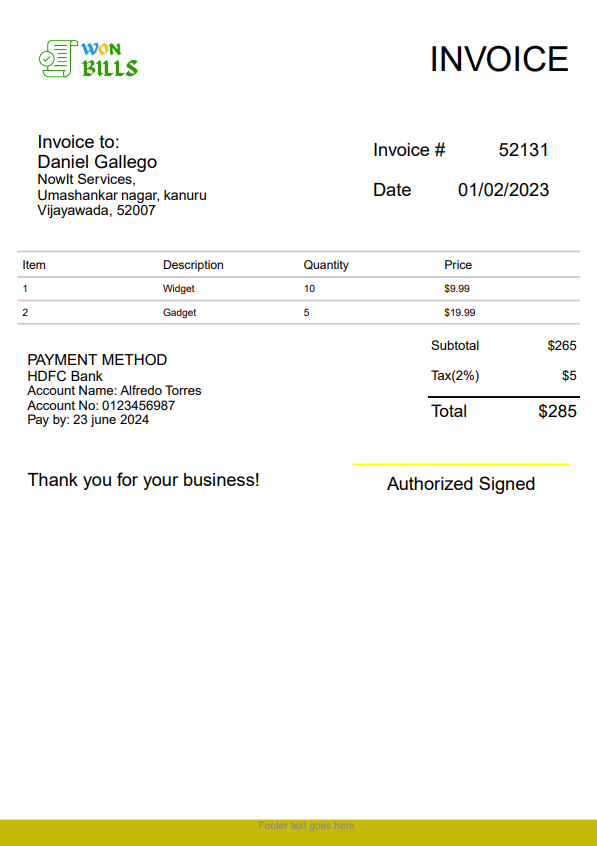 WON
BILLS
INVOICE
Invoice to:
Daniel Gallego
NowIt Services,
Umashankar nagar, kanuru
Vijayawada, 52007
Invoice # 52131
Date 01/02/2023
Item Description Quantity Price
1 Widget 10 $9.99
2 Gadget 5 $19.99
Subtotal $265
Tax(2%) $5
Total $285
PAYMENT METHOD
HDFC Bank
Account Name: Alfredo Torres
Account No: 0123456987
Pay by: 23 june 2024
Thank you for your business!
Authorized Signed
Footer text goes here